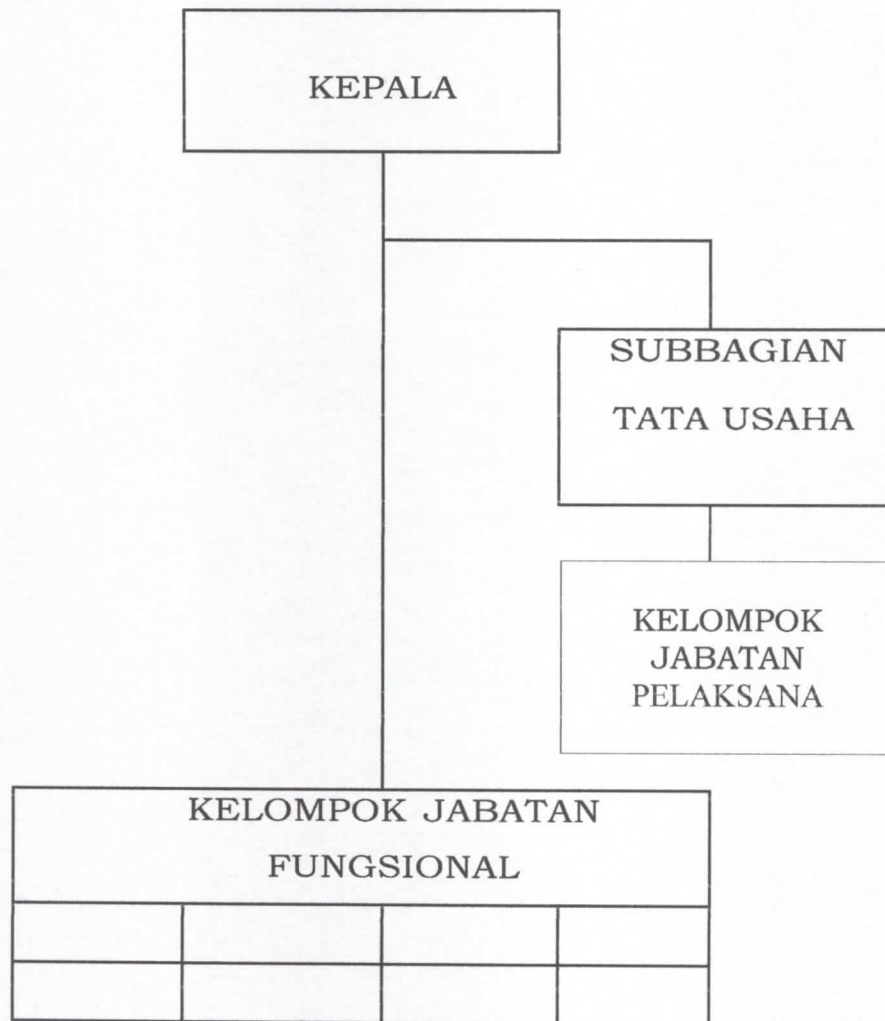 KEPALA
SUBBAGIAN
TATA USAHA
KELOMPOK
JABATAN
PELAKSANA
KELOMPOK JABATAN
FUNGSIONAL